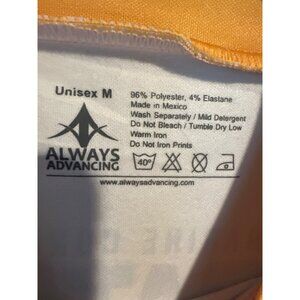 Unisex M
ALWAYS
ADVANCING
96% Polyester, 4% Elastane
Made in Mexico
Wash Separately / Mild Detergent
Do Not Bleach / Tumble Dry Low
Warm Iron
Do Not Iron Prints
40°
www.alwaysadvancing.com